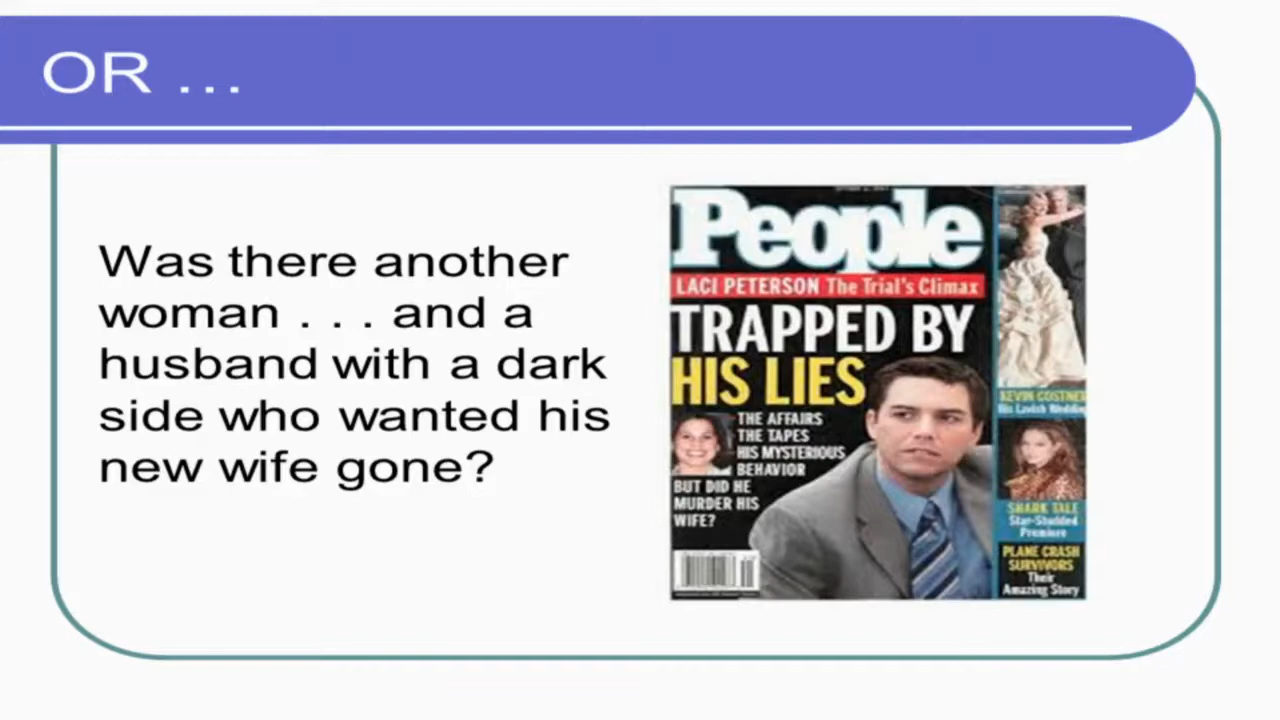 OR ...
Was there another
woman . . . and a
husband with a dark
side who wanted his
new wife gone?
People
LACI PETERSON The Trial's Climax
TRAPPED BY
HIS LIES
THE AFFAIRS
THE TAPES
HIS MYSTERIOUS
BEHAVIOR
BUT DID HE
MURDER HIS
WIFE?
KEVIN COSTNER
His Lavish Wedding
SHARK TALE
Star-Studded
Premiere
PLANE CRASH
SURVIVORS
Their
Amazing Story